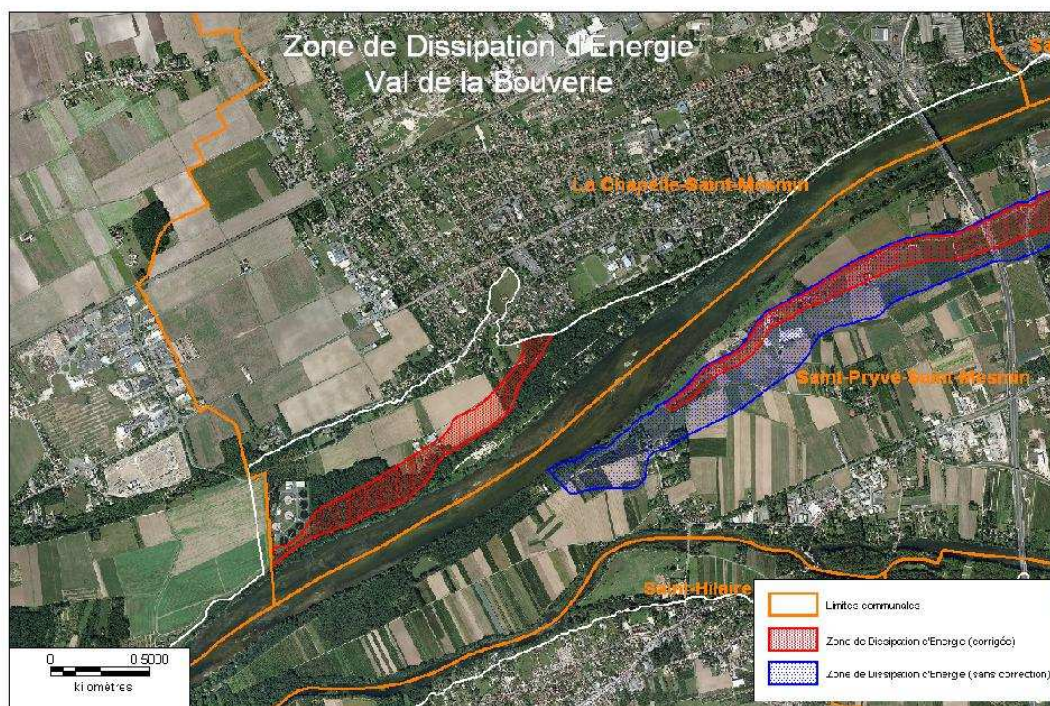 Zone de Dissipation d'Energie
Val de la Bouverie
La Chapelle-Saint-Mesmin
Saint-Pryvé-Saint-Mesmin
Saint-Hilaire
0 0.5000
kilomètres
Limites communales
Zone de Dissipation d'Energie (corrigée)
Zone de Dissipation d'Energie (sans correction)